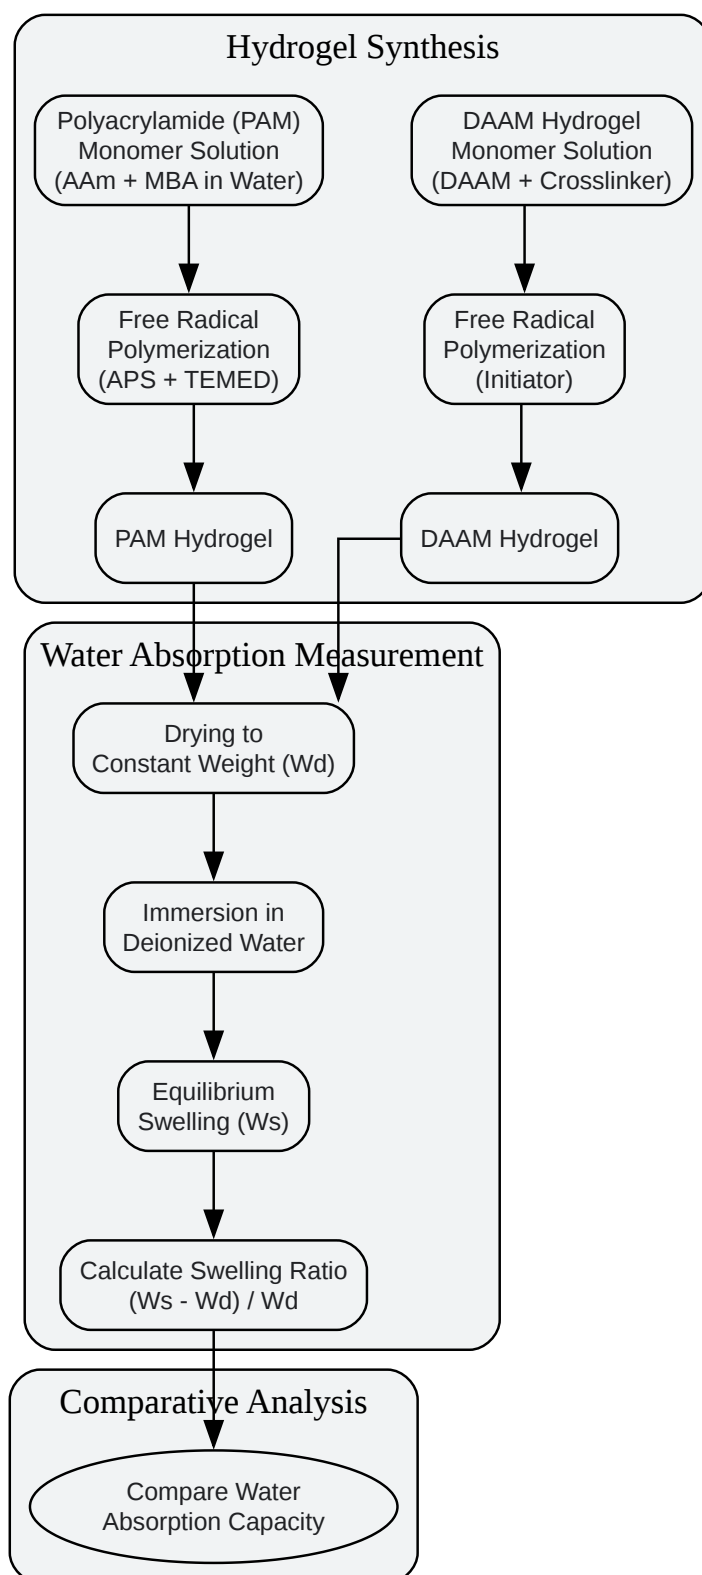 Hydrogel Synthesis
Polyacrylamide (PAM)
Monomer Solution
(AAm + MBA in Water)
DAAM Hydrogel
Monomer Solution
(DAAM + Crosslinker)
Free Radical
Polymerization
(APS + TEMED)
Free Radical
Polymerization
(Initiator)
PAM Hydrogel
DAAM Hydrogel
Water Absorption Measurement
Drying to
Constant Weight (Wd)
Immersion in
Deionized Water
Equilibrium
Swelling (Ws)
Calculate Swelling Ratio
(Ws - Wd) / Wd
Comparative Analysis
Compare Water
Absorption Capacity